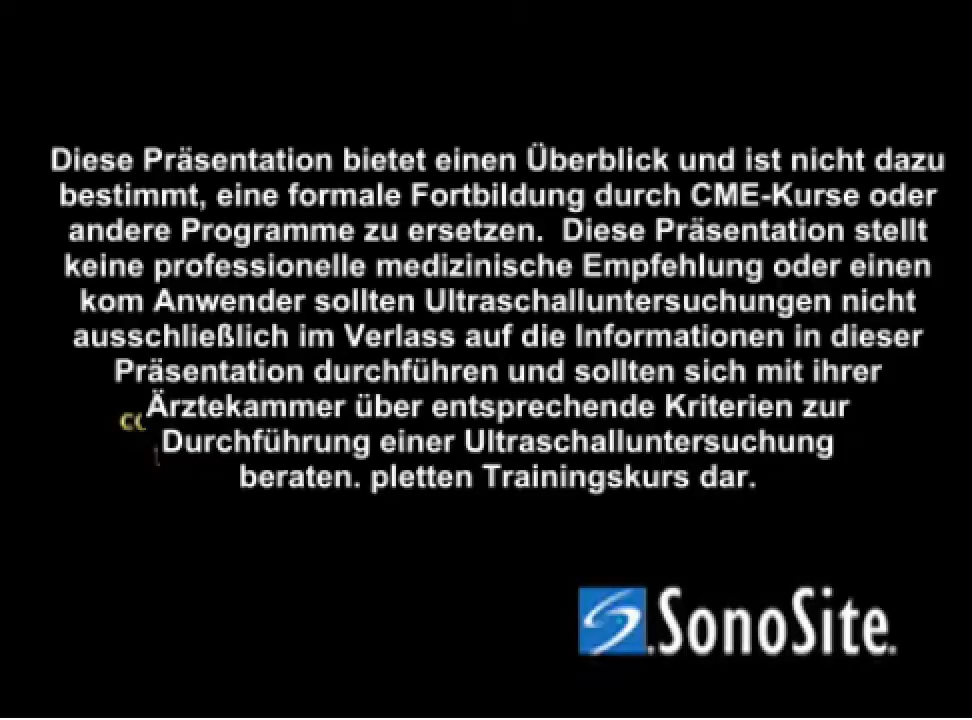 Diese Präsentation bietet einen Überblick und ist nicht dazu
bestimmt, eine formale Fortbildung durch CME-Kurse oder
andere Programme zu ersetzen.  Diese Präsentation stellt
keine professionelle medizinische Empfehlung oder einen
kom Anwender sollten Ultraschalluntersuchungen nicht
ausschließlich im Verlass auf die Informationen in dieser
Präsentation durchführen und sollten sich mit ihrer
Ärztekammer über entsprechende Kriterien zur
Durchführung einer Ultraschalluntersuchung
beraten. pletten Trainingskurs dar.
SonoSite.